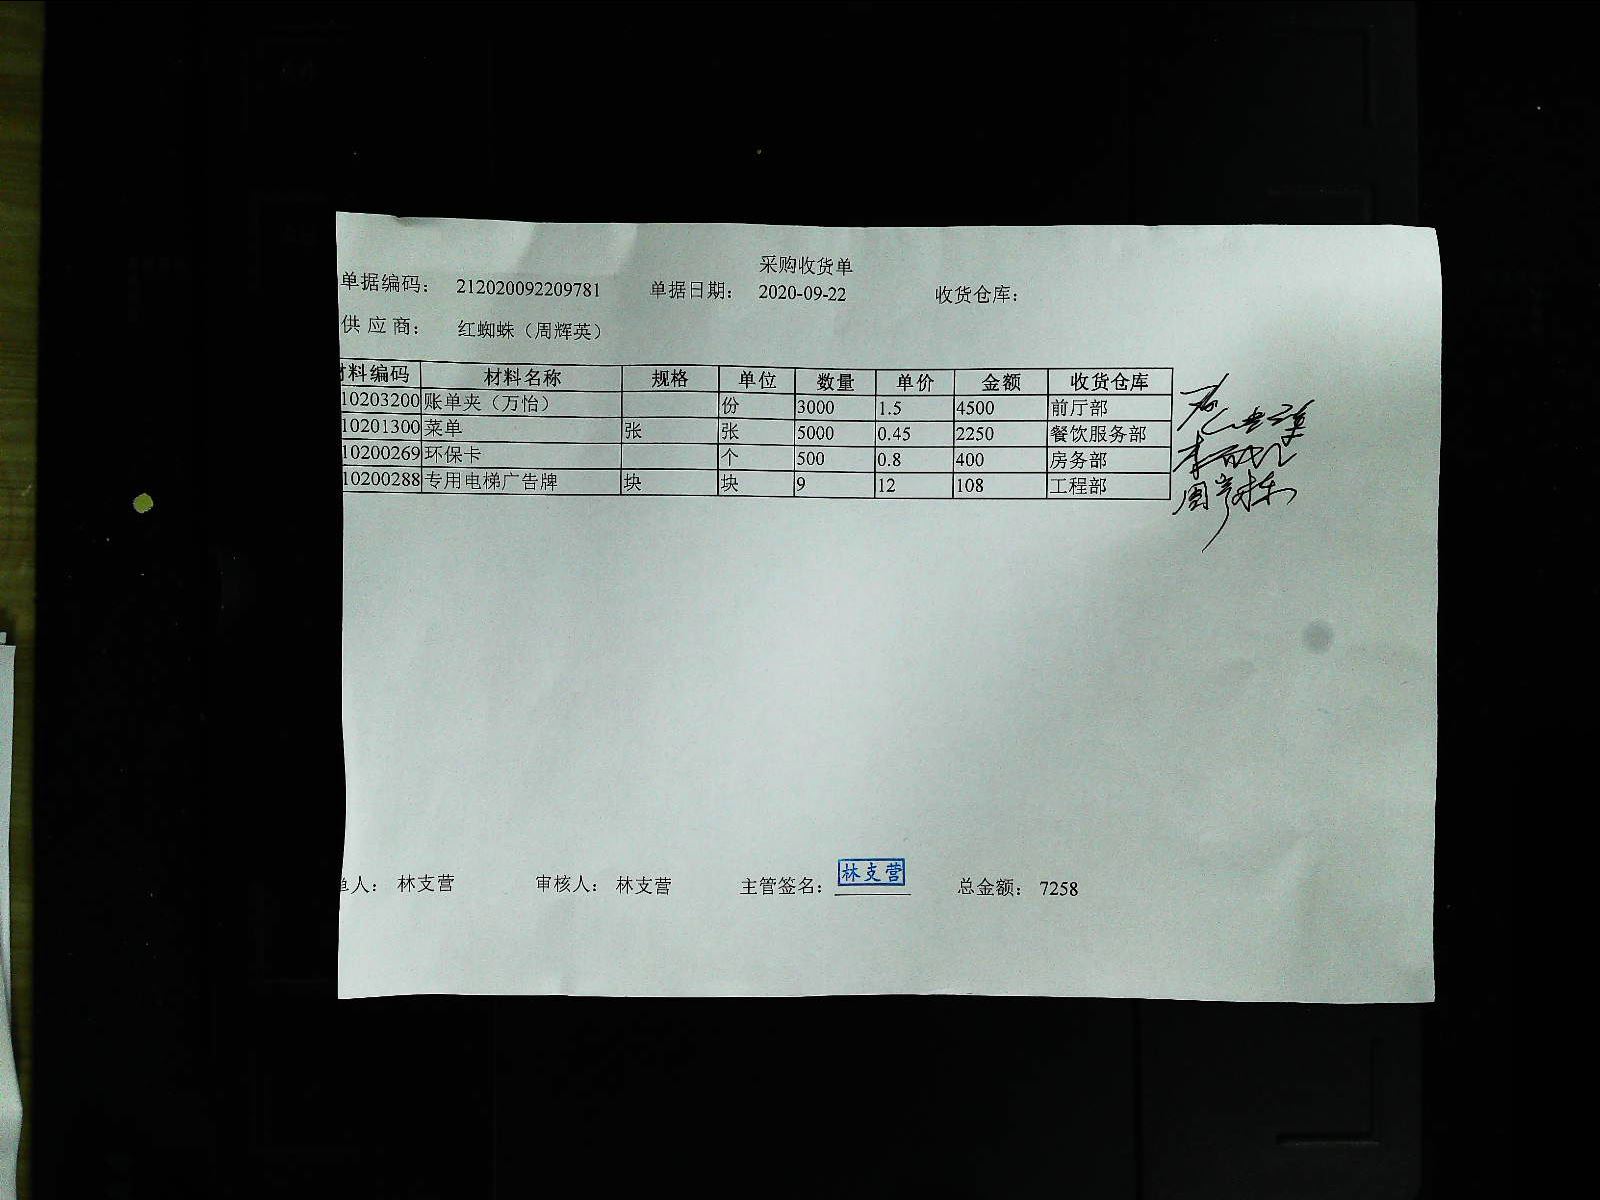 采购收货单
单据编码： 212020092209781 单据日期： 2020-09-22 收货仓库：
供 应 商： 红蜘蛛（周辉英）
材料编码 材料名称 规格 单位 数量 单价 金额 收货仓库
10203200 账单夹（万怡） 份 3000 1.5 4500 前厅部
10201300 菜单 张 张 5000 0.45 2250 餐饮服务部
10200269 环保卡 个 500 0.8 400 房务部
10200288 专用电梯广告牌 块 块 9 12 108 工程部
单人： 林支营 审核人： 林支营 主管签名： 林支营 总金额： 7258